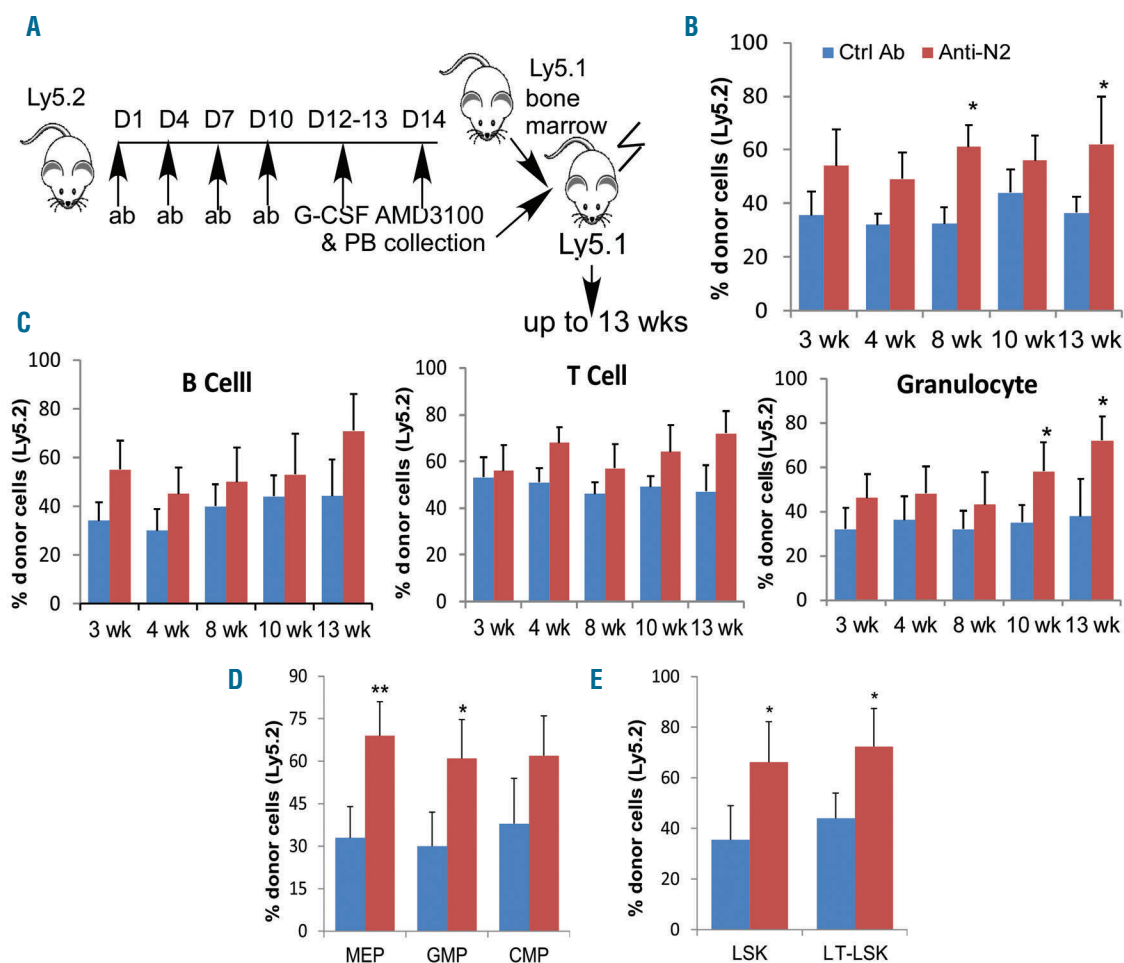 A
Ly5.2
D1 D4 D7 D10 D12-13 D14
ab ab ab ab G-CSF AMD3100
& PB collection
Ly5.1
bone
marrow
Ly5.1
up to 13 wks
B
Ctrl Ab Anti-N2
% donor cells (Ly5.2)
100
80
60
40
20
0
* *
3 wk 4 wk 8 wk 10 wk 13 wk
C
B Celll
% donor cells (Ly5.2)
100
80
60
40
20
0
3 wk 4 wk 8 wk 10 wk 13 wk
T Cell
% donor cells (Ly5.2)
100
80
60
40
20
0
3 wk 4 wk 8 wk 10 wk 13 wk
Granulocyte
% donor cells(Ly5.2)
100
80
60
40
20
0
* *
3 wk 4 wk 8 wk 10 wk 13 wk
D
% donor cells (Ly5.2)
90
75
60
45
30
15
0
** *
MEP GMP CMP
E
% donor cells (Ly5.2)
100
80
60
40
20
0
* *
LSK LT-LSK